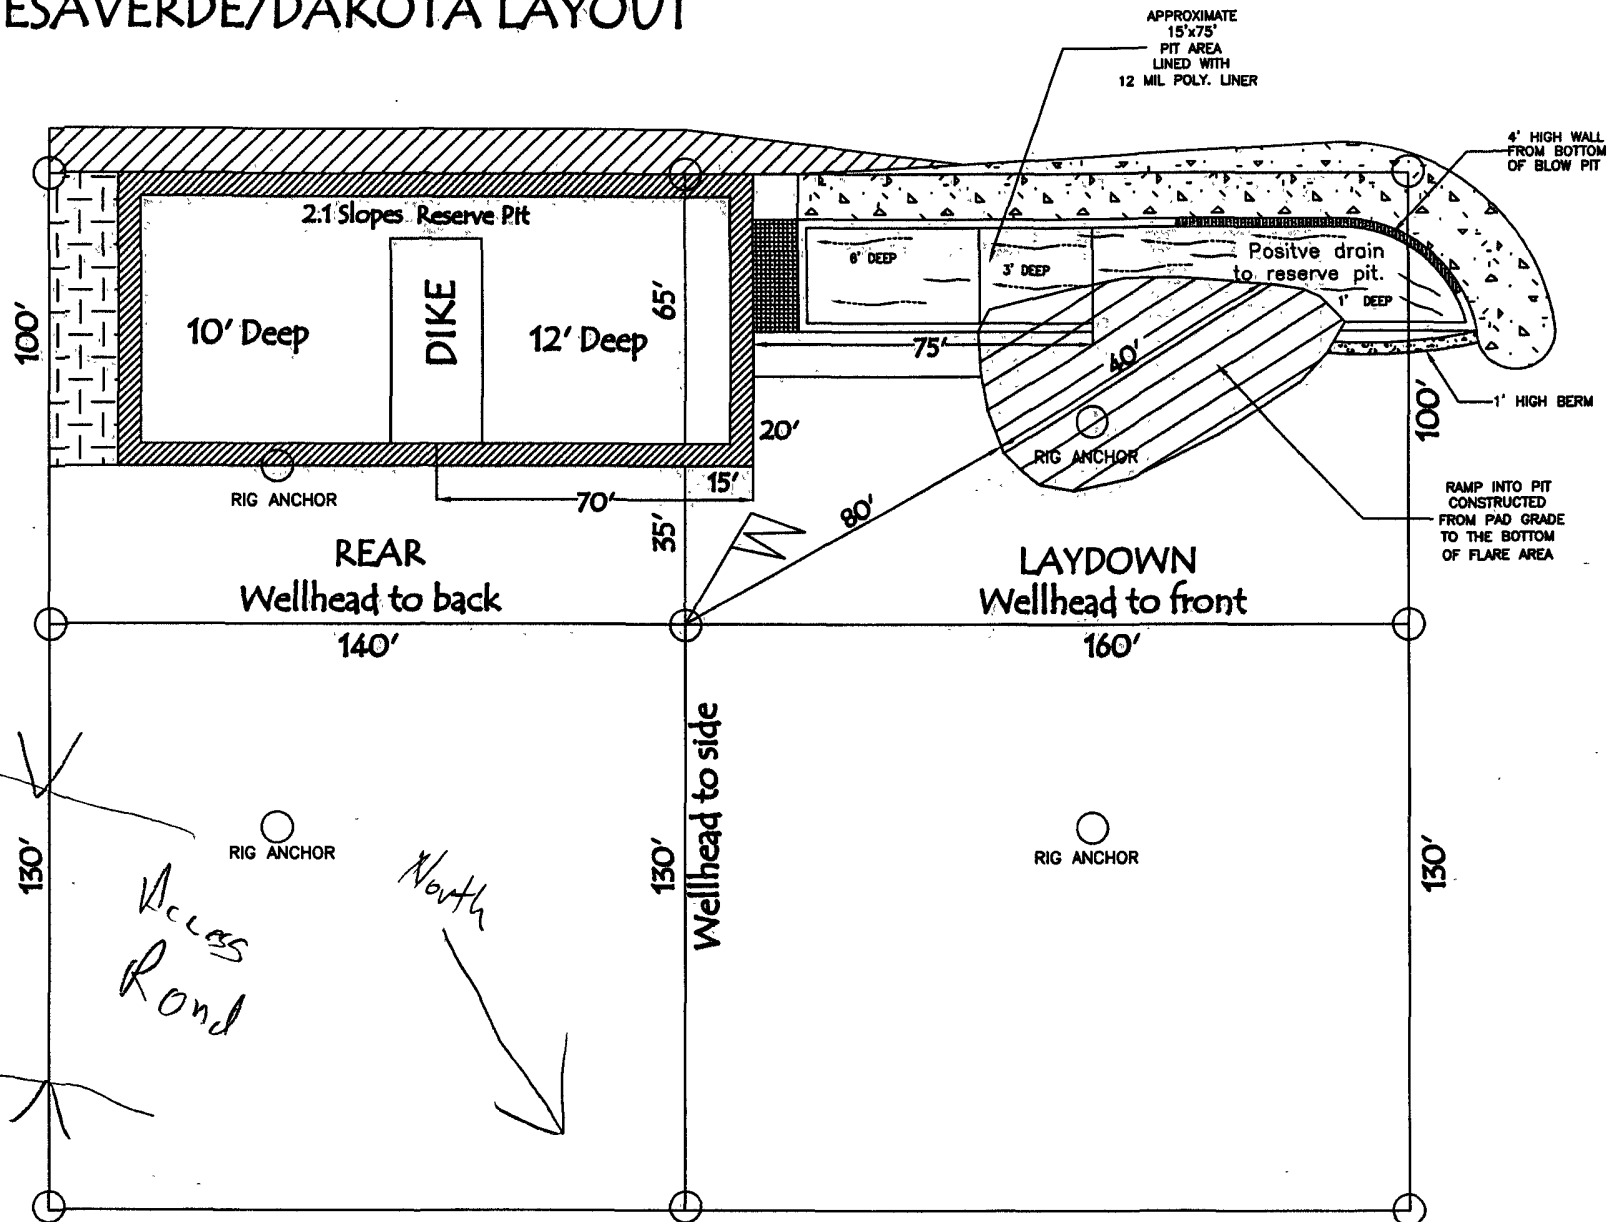 ESAVERDE/DAKOTA LAYOUT
APPROXIMATE
15'x75'
PIT AREA
LINED WITH
12 MIL POLY. LINER
4' HIGH WALL
FROM BOTTOM
OF BLOW PIT
2:1 Slopes Reserve Pit
10' Deep
DIKE
12' Deep
65'
100'
6' DEEP
3' DEEP
Positve drain
to reserve pit.
1' DEEP
75'
40'
1' HIGH BERM
100'
20'
RIG ANCHOR
15'
RIG ANCHOR
70'
80'
35'
RAMP INTO PIT
CONSTRUCTED
FROM PAD GRADE
TO THE BOTTOM
OF FLARE AREA
REAR
Wellhead to back
140'
LAYDOWN
Wellhead to front
160'
Wellhead to side
130'
130'
130'
RIG ANCHOR
RIG ANCHOR
North
Access
Road